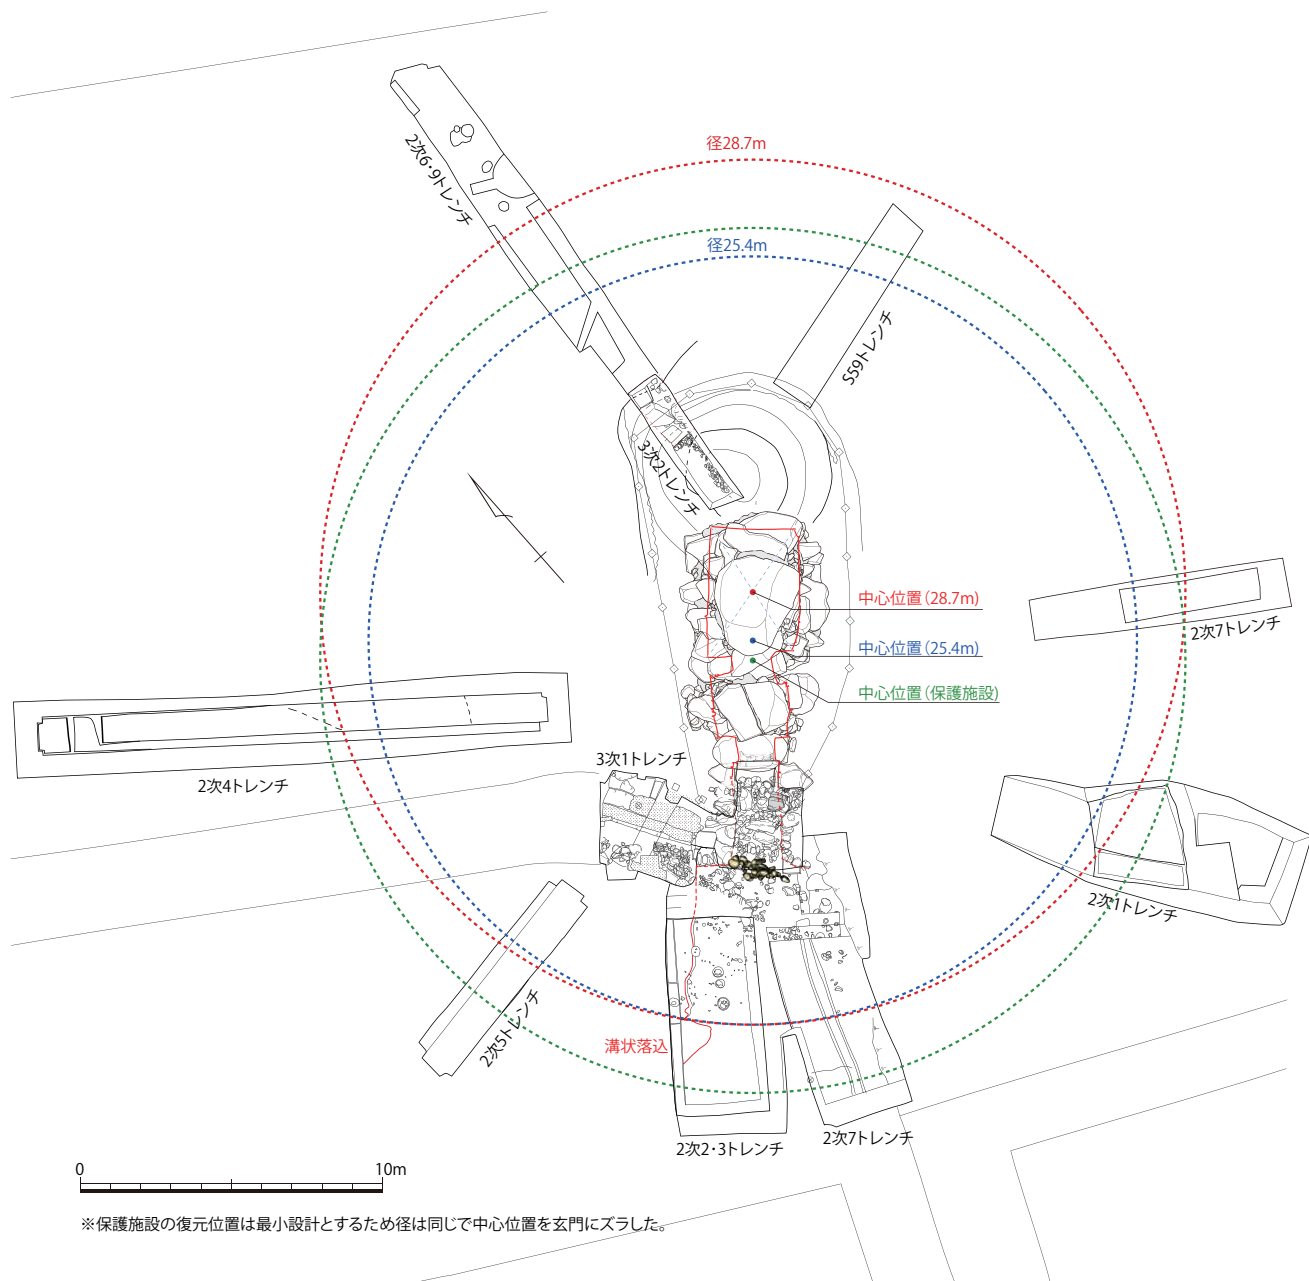 径28.7m
2次6・9トレンチ
径25.4m
S59トレンチ
3次2トレンチ
中心位置（28.7m）
2次7トレンチ
中心位置（25.4m）
中心位置（保護施設）
3次1トレンチ
2次4トレンチ
2次1トレンチ
2次5トレンチ
溝状落込
2次7トレンチ
2次2・3トレンチ
0 10m
※保護施設の復元位置は最小設計とするため径は同じで中心位置を玄門にズラした。